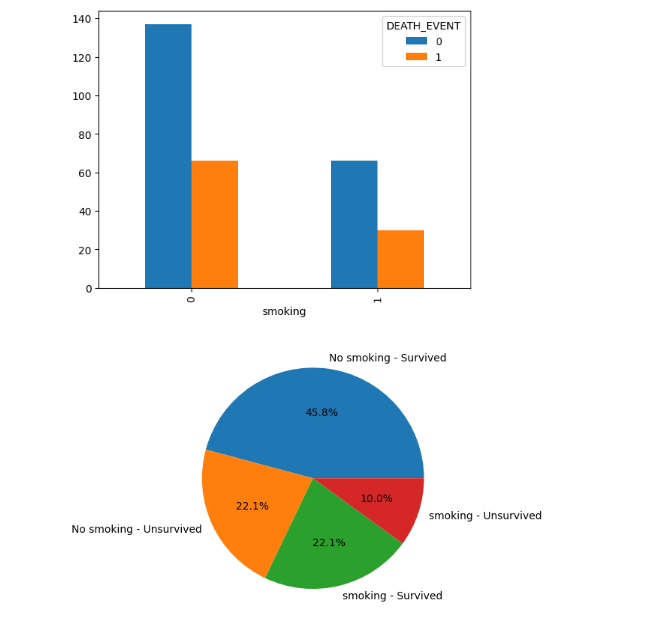 140
120
100
80
60
40
20
0
DEATH_EVENT
0
1
0
1
smoking
No smoking - Survived
45.8%
22.1%
10.0%
No smoking - Unsurvived
smoking - Unsurvived
22.1%
smoking - Survived